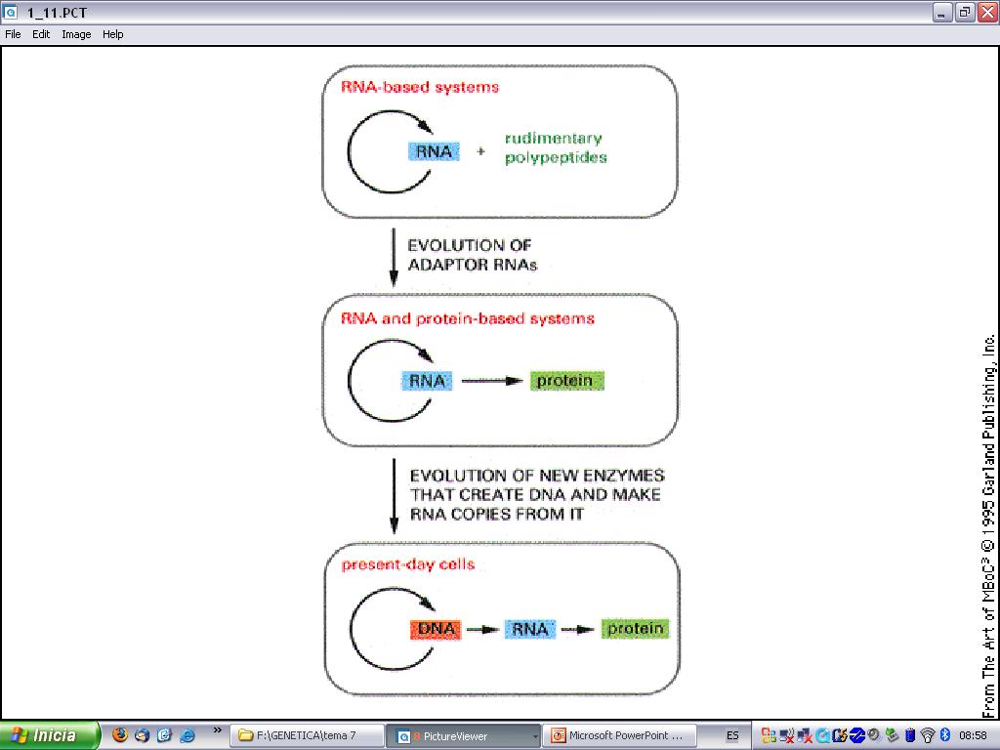 1_11.PCT
File Edit Image Help
RNA-based systems
RNA + rudimentary
polypeptides
EVOLUTION OF
ADAPTOR RNAs
RNA and protein-based systems
RNA protein
EVOLUTION OF NEW ENZYMES
THAT CREATE DNA AND MAKE
RNA COPIES FROM IT
present-day cells
DNA RNA protein
From The Art of MBoC³ © 1995 Garland Publishing, Inc.
Inicia » F:\GENETICA\tema 7 8 PictureViewer Microsoft PowerPoint ... ES 08:58